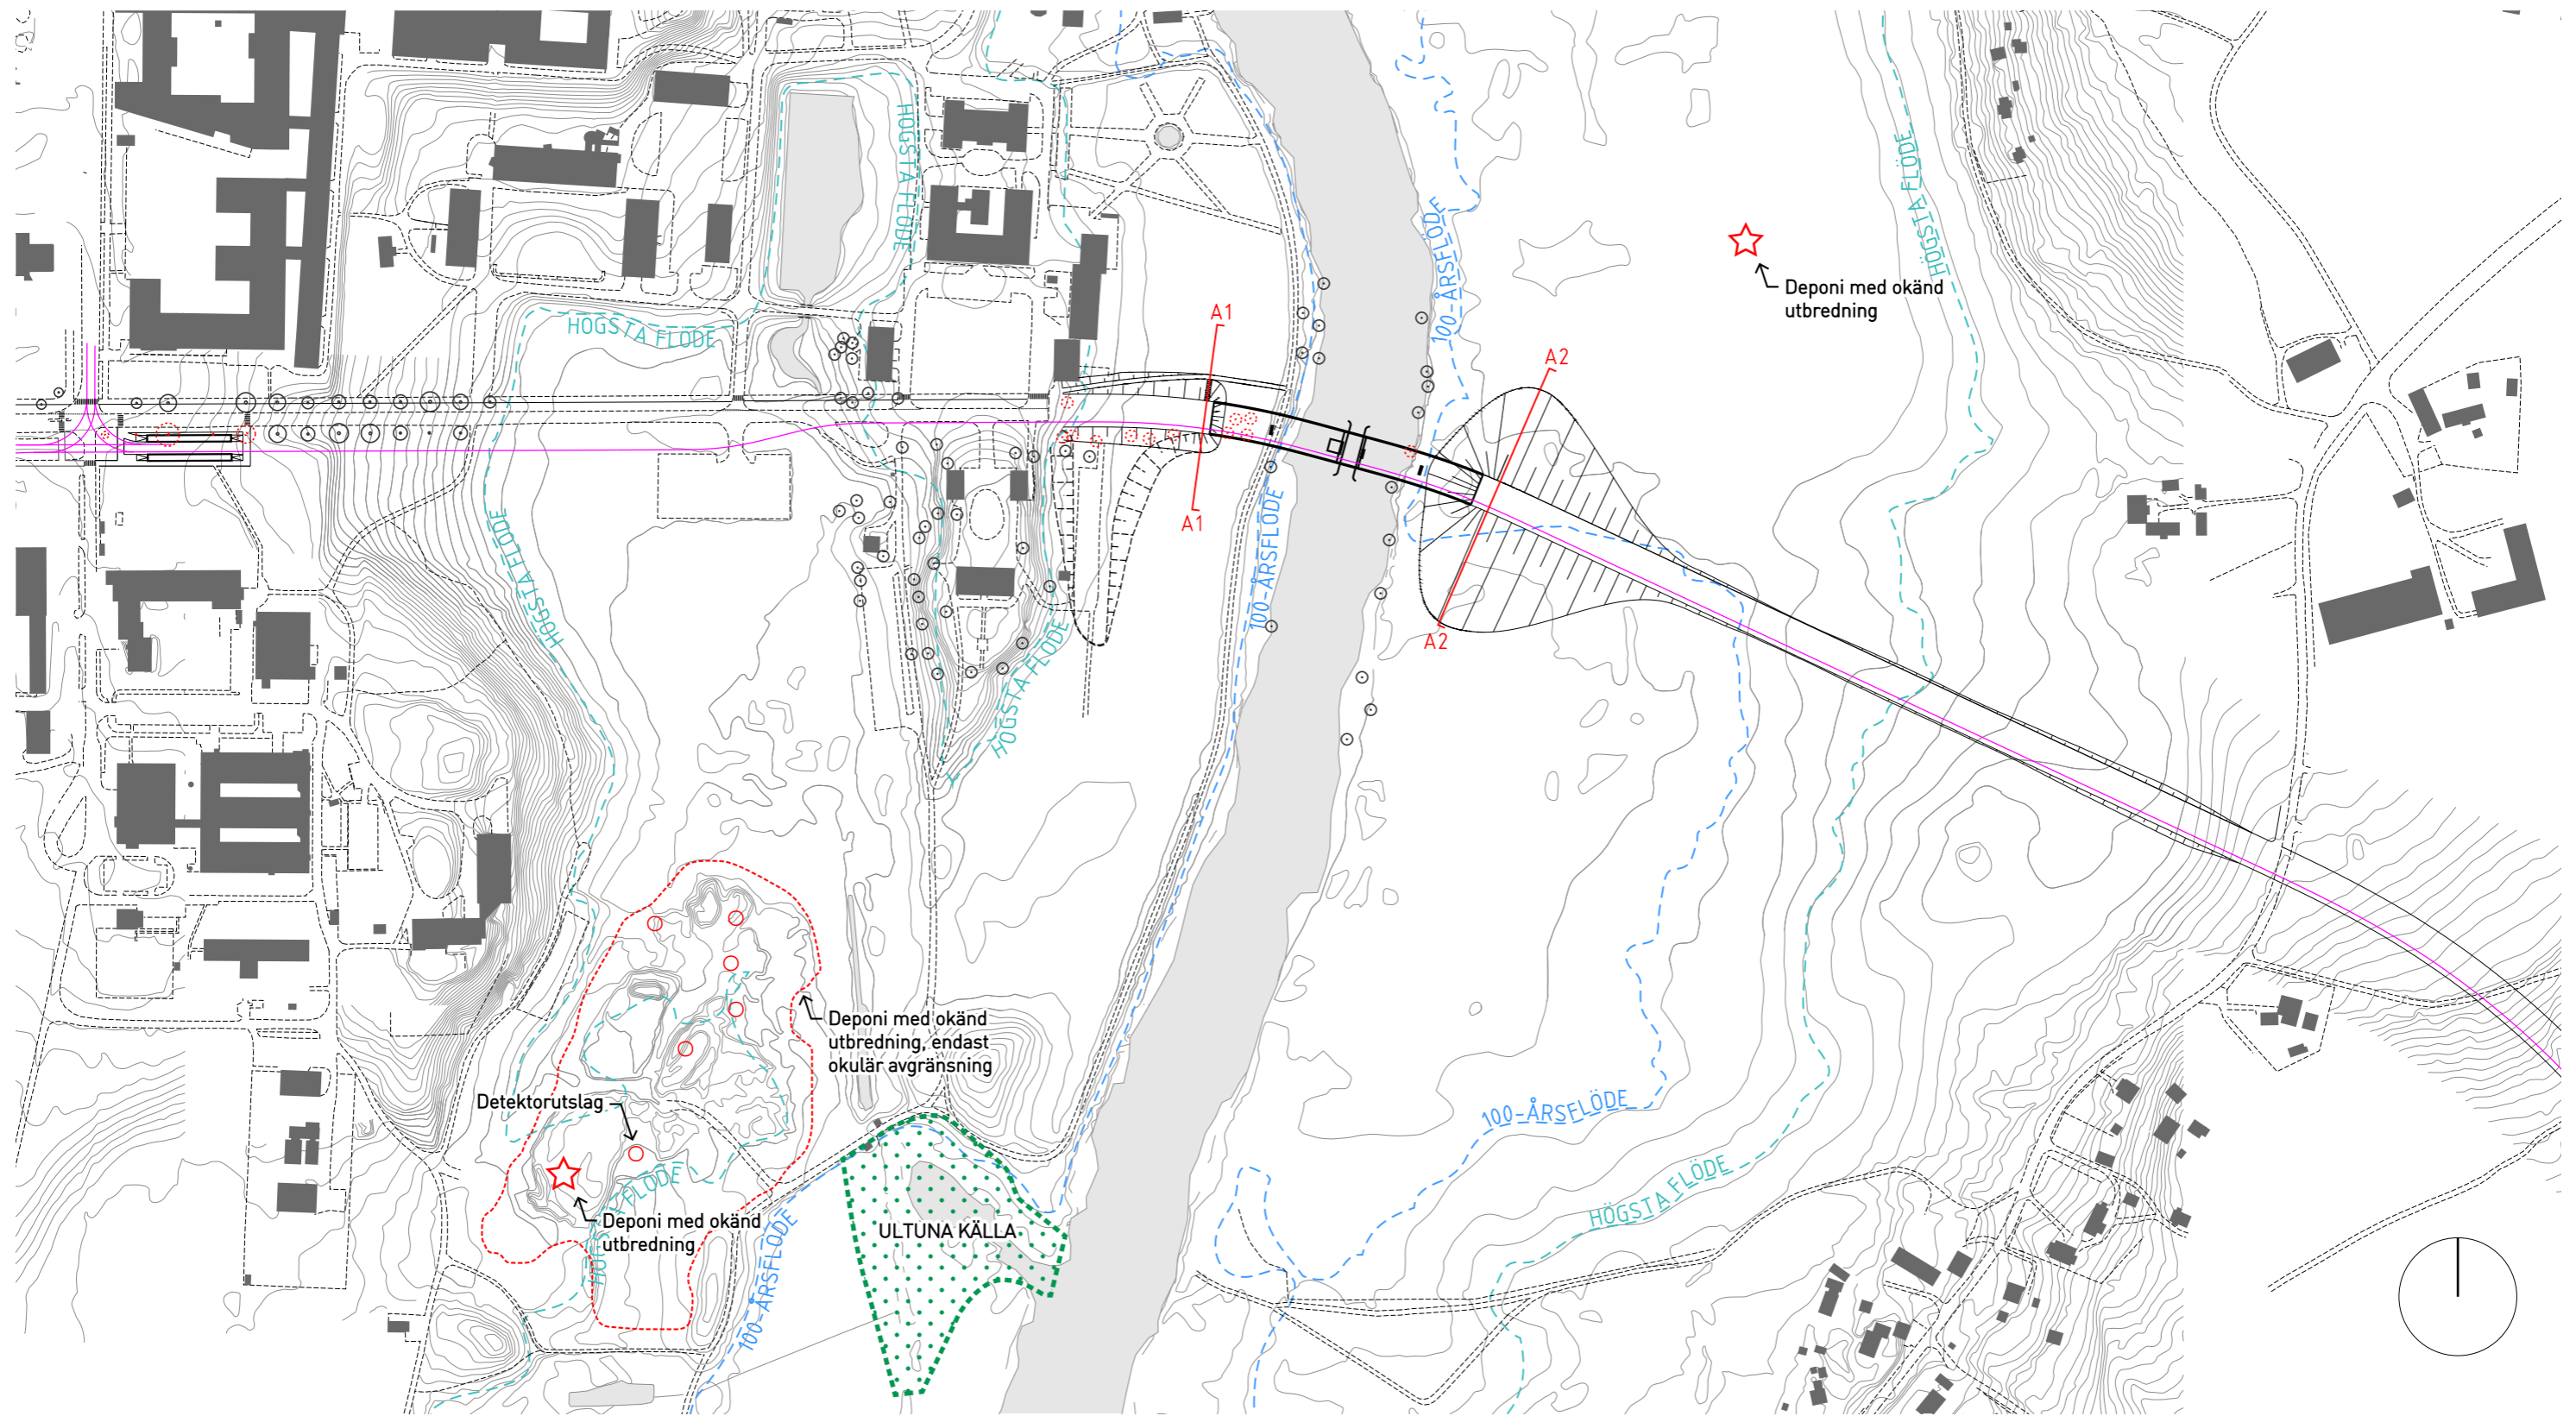 HÖGSTA FLÖDE
HÖGSTA FLÖDE
100-ÅRSFLÖDE
Deponi med okänd
utbredning
HÖGSTA FLÖDE
A1
A2
A1
100-ÅRSFLÖDE
HÖGSTA FLÖDE
A2
HÖGSTA FLÖDE
Deponi med okänd
utbredning, endast
okulär avgränsning
Detektorutslag
100-ÅRSFLÖDE
HÖGSTA FLÖDE
HÖGSTA FLÖDE
Deponi med okänd
utbredning
ULTUNA KÄLLA
100-ÅRSFLÖDE